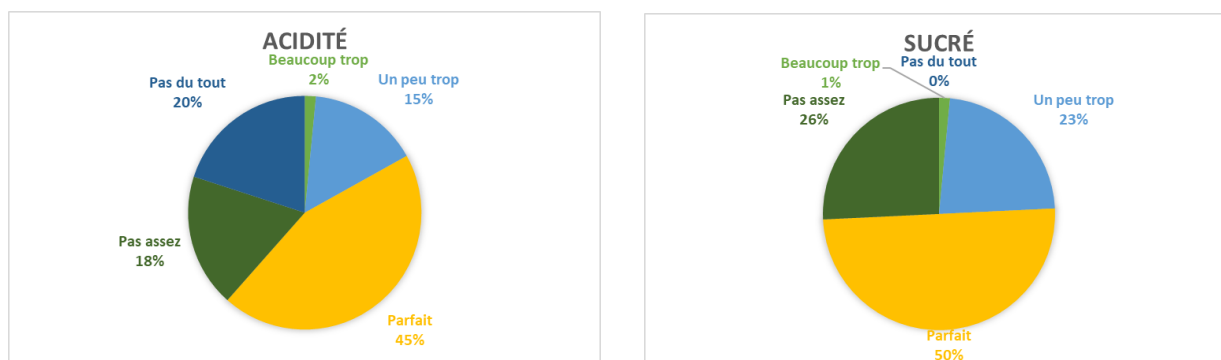 ACIDITÉ
Beaucoup trop
2%
Un peu trop
15%
Pas du tout
20%
Pas assez
18%
Parfait
45%
SUCRÉ
Beaucoup trop
1%
Pas du tout
0%
Pas assez
26%
Un peu trop
23%
Parfait
50%